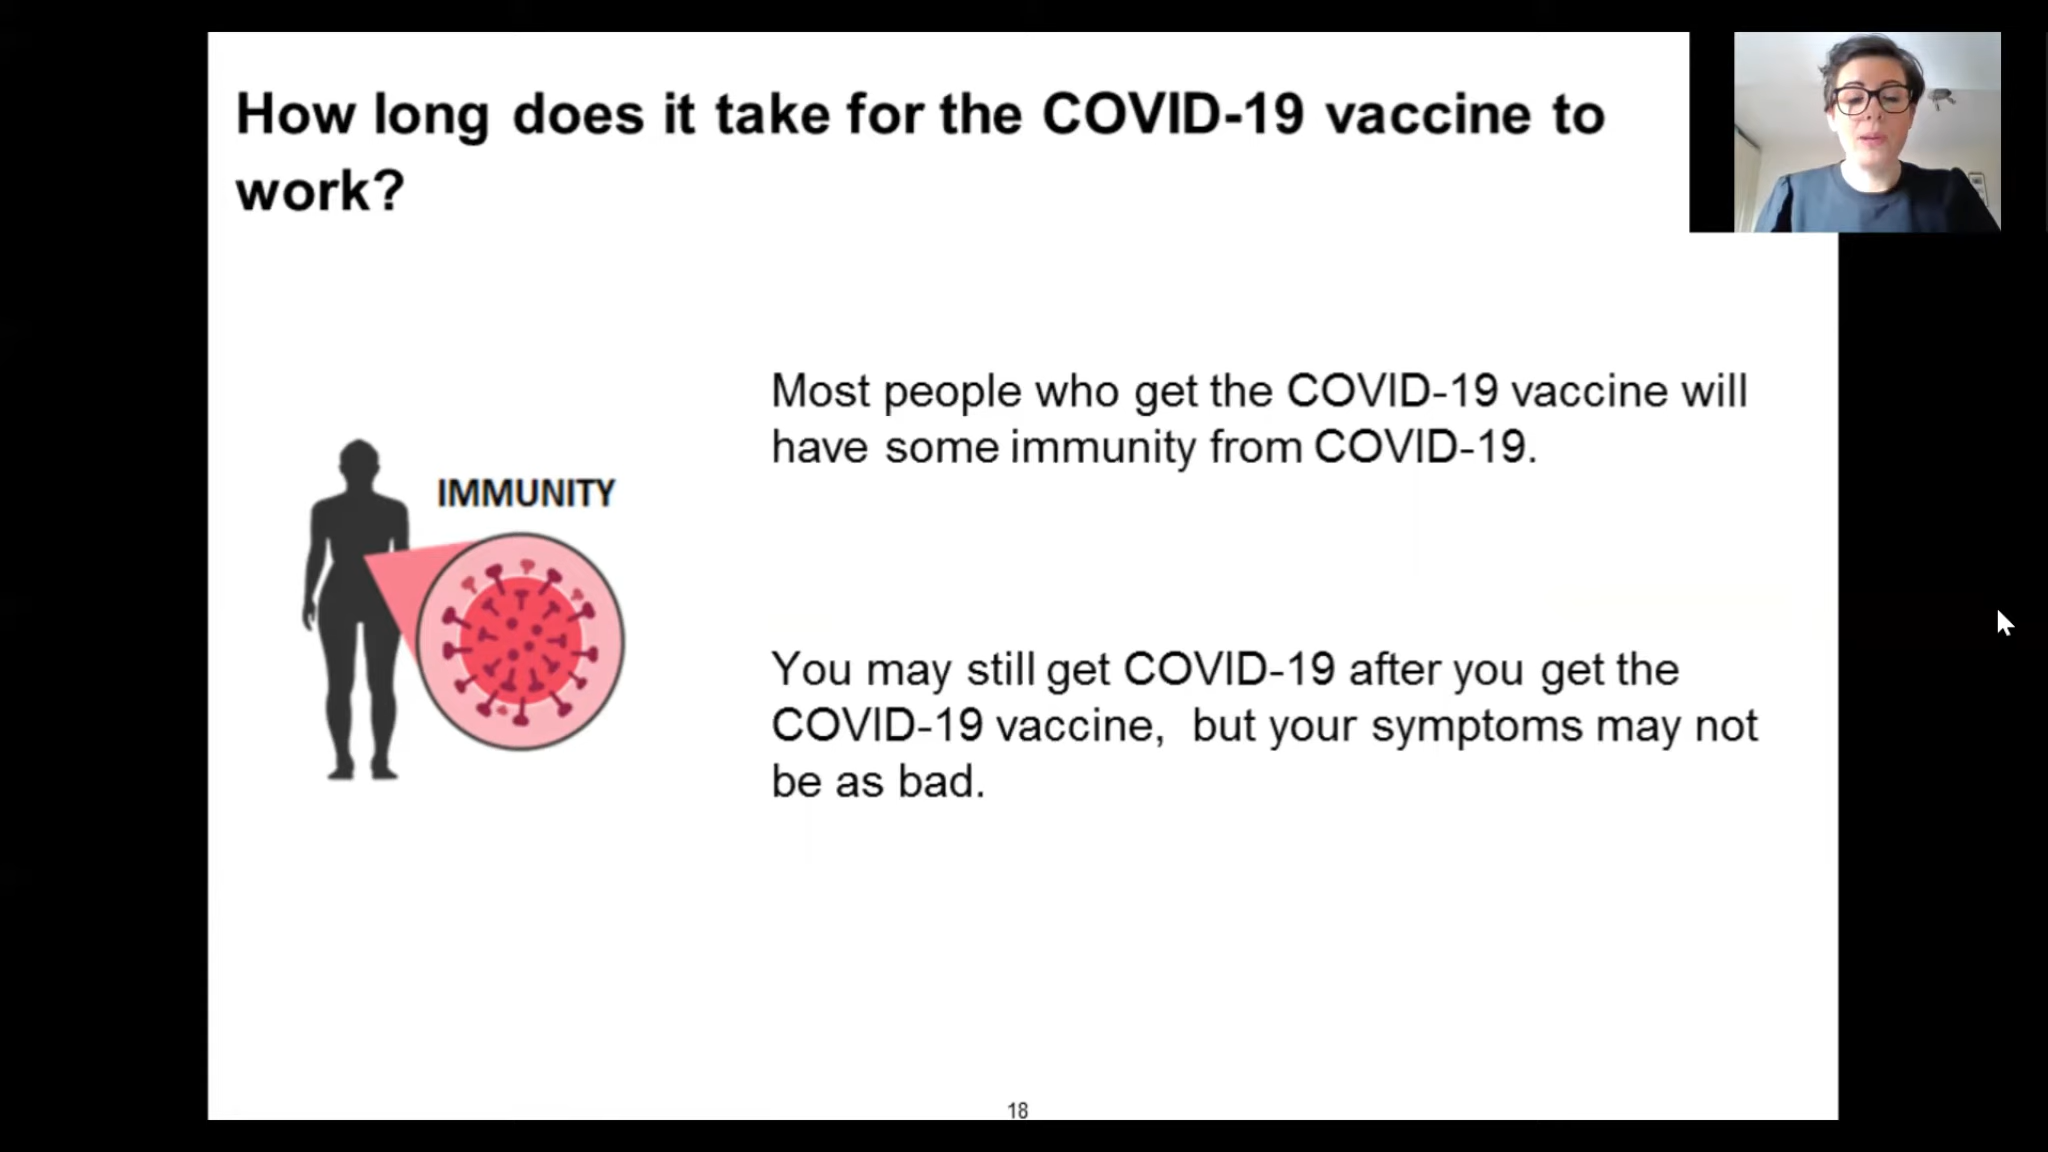 How long does it take for the COVID-19 vaccine to
work?
IMMUNITY
Most people who get the COVID-19 vaccine will
have some immunity from COVID-19.
You may still get COVID-19 after you get the
COVID-19 vaccine, but your symptoms may not
be as bad.
18